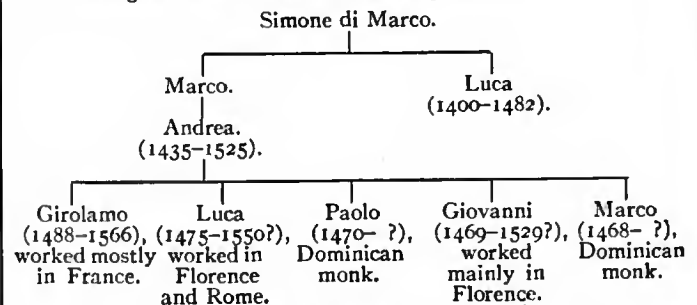 Simone di Marco.
Marco.
Luca
(1400–1482).
Andrea.
(1435–1525).
Girolamo
(1488–1566),
worked mostly
in France.
Luca
(1475–1550?),
worked in
Florence
and Rome.
Paolo
(1470– ?),
Dominican
monk.
Giovanni
(1469–1529?),
worked
mainly in
Florence.
Marco
(1468– ?),
Dominican
monk.